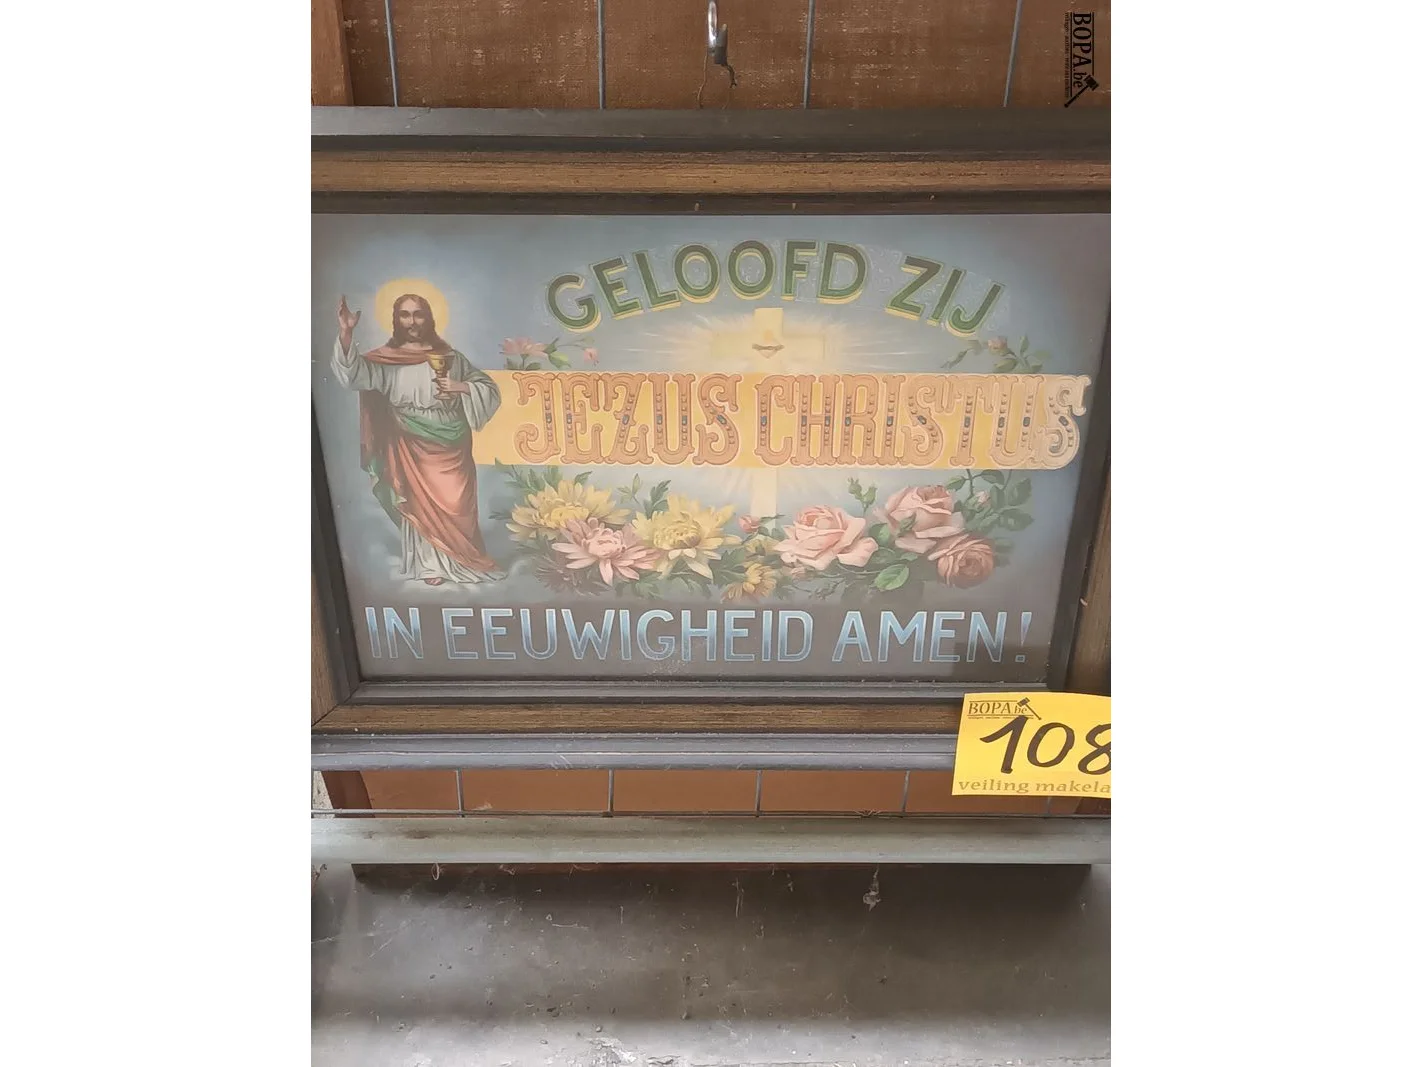 BOPA.be
GELOOFD ZIJ
JEZUS CHRISTUS
IN EEUWIGHEID AMEN!
BOPA.be
108
veiling makela